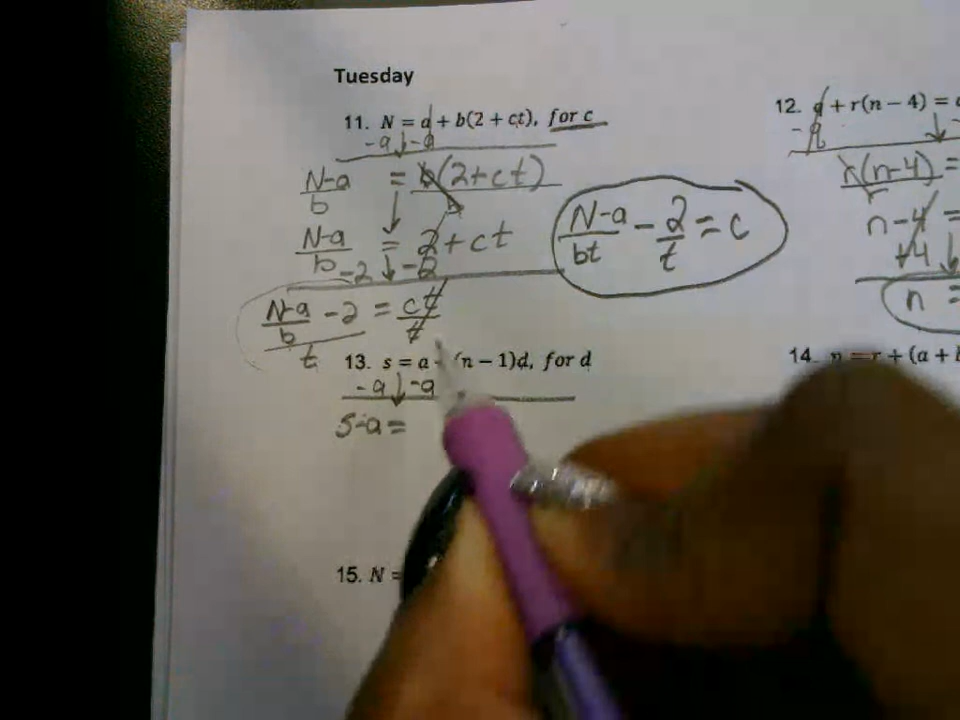 Tuesday
11. N = a + b(2 + ct), for c
-a -a
N-a / b = b(2+ct) / b
N-a / b = 2+ct
-2 -2
N-a / b - 2 / t = ct / t
N-a / bt - 2 / t = c
12. a + r(n − 4) =
-a
r(n-4) / r =
n-4 =
+4
n =
13. s = a (n − 1)d, for d
-a -a
s-a =
14. n = r + (a +
15. N =